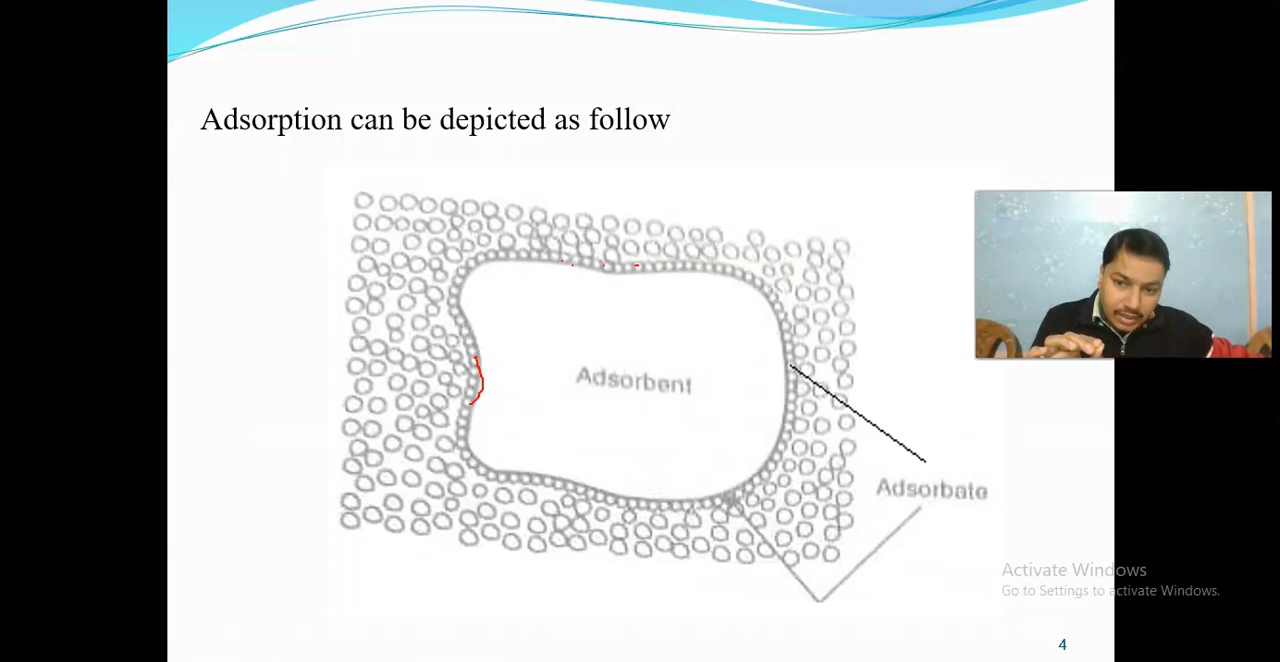 Adsorption can be depicted as follow
Adsorbent
Adsorbate
Activate Windows
Go to Settings to activate Windows.
4